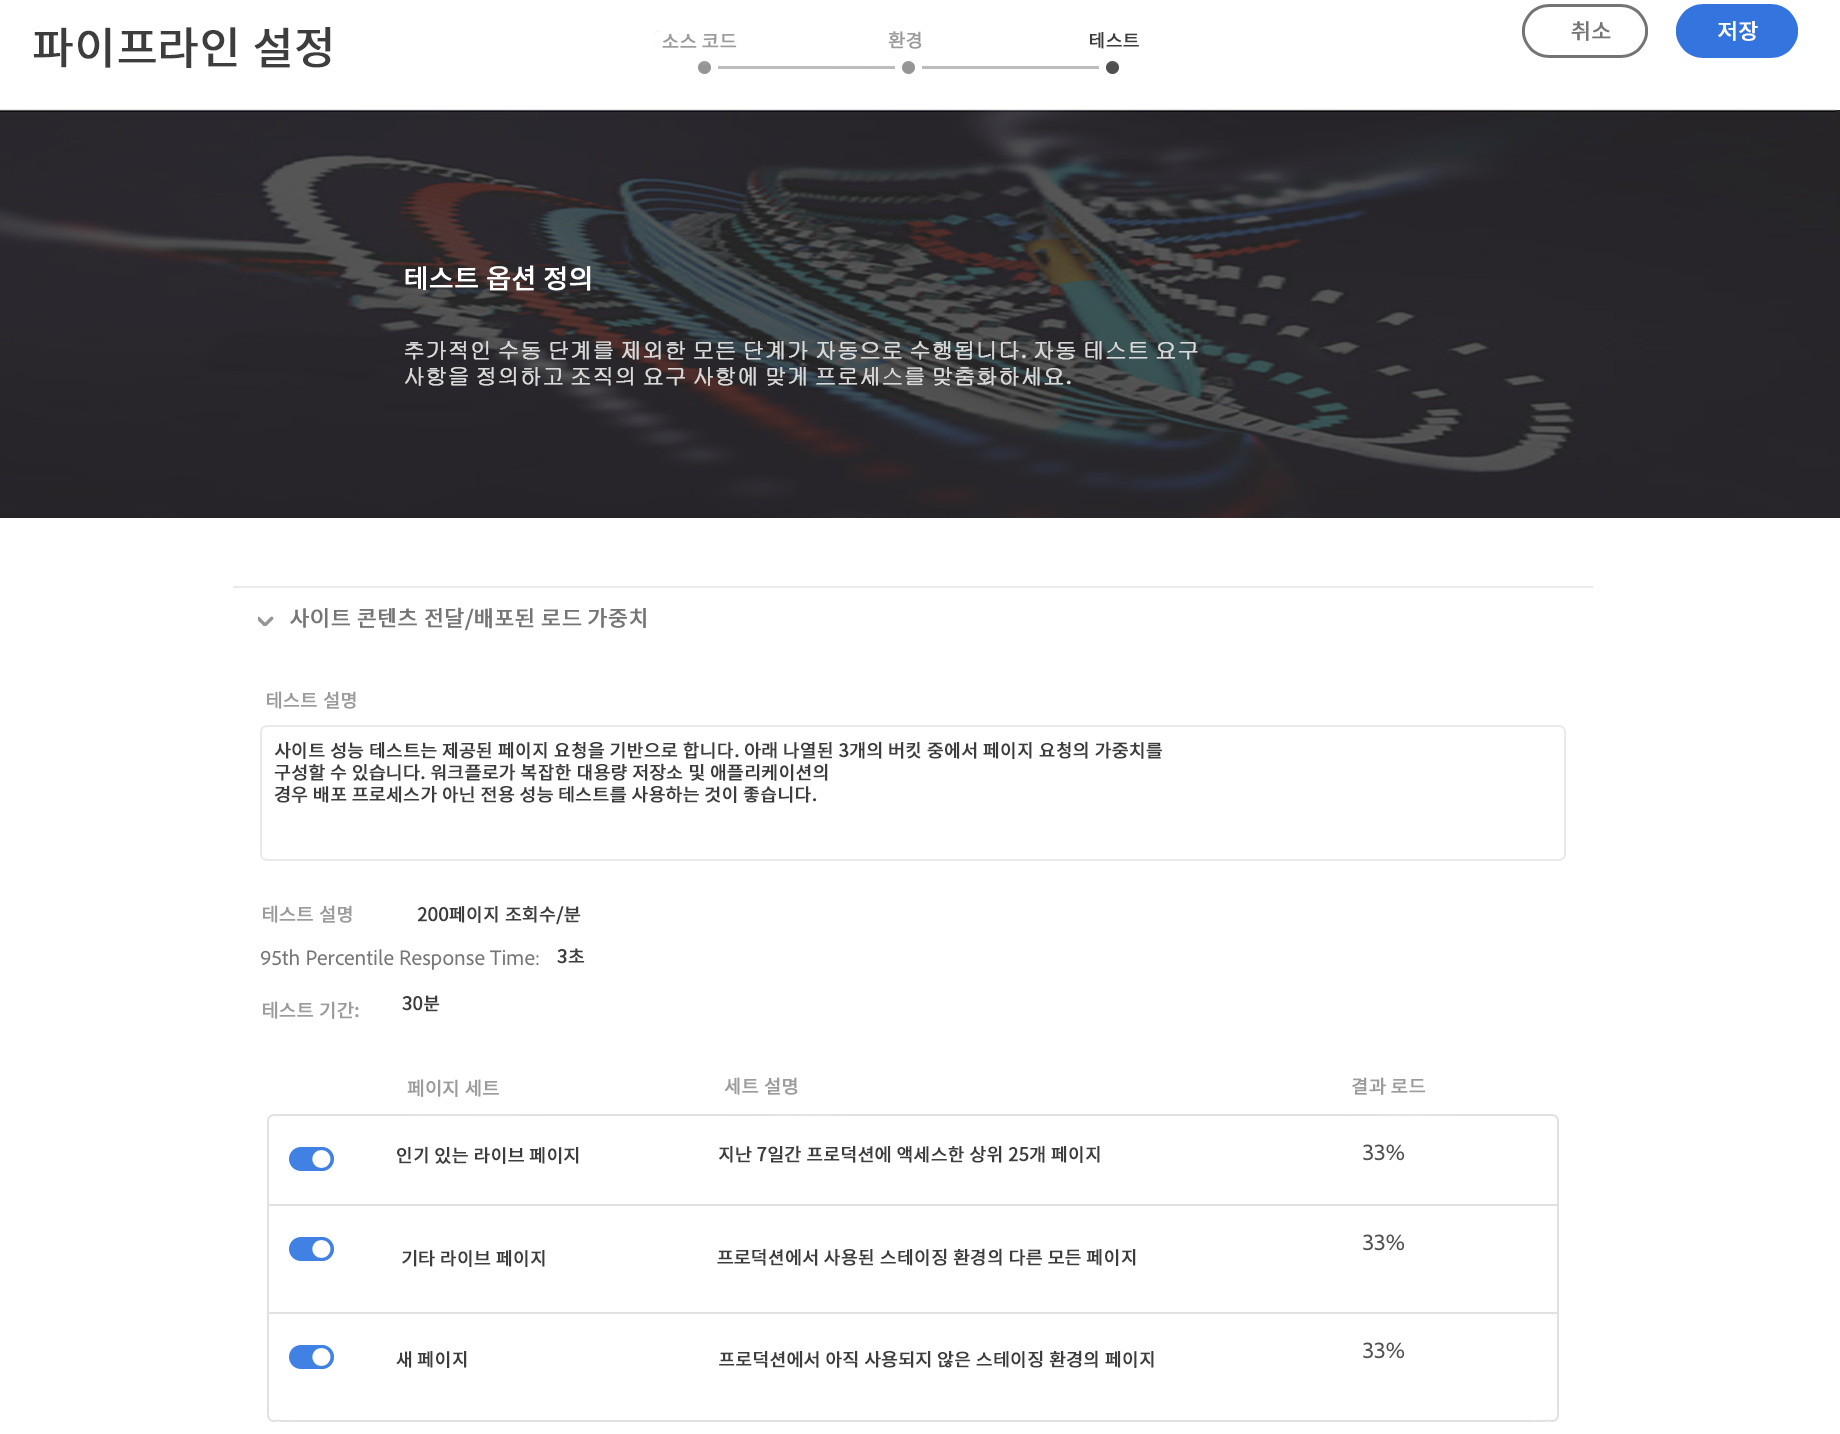 파이프라인 설정
소스 코드
환경
테스트
취소
저장
테스트 옵션 정의
추가적인 수동 단계를 제외한 모든 단계가 자동으로 수행됩니다. 자동 테스트 요구
사항을 정의하고 조직의 요구 사항에 맞게 프로세스를 맞춤화하세요.
사이트 콘텐츠 전달/배포된 로드 가중치
테스트 설명
사이트 성능 테스트는 제공된 페이지 요청을 기반으로 합니다. 아래 나열된 3개의 버킷 중에서 페이지 요청의 가중치를
구성할 수 있습니다. 워크플로가 복잡한 대용량 저장소 및 애플리케이션의
경우 배포 프로세스가 아닌 전용 성능 테스트를 사용하는 것이 좋습니다.
테스트 설명 200페이지 조회수/분
95th Percentile Response Time: 3초
테스트 기간: 30분
페이지 세트 세트 설명 결과 로드
인기 있는 라이브 페이지 지난 7일간 프로덕션에 액세스한 상위 25개 페이지 33%
기타 라이브 페이지 프로덕션에서 사용된 스테이징 환경의 다른 모든 페이지 33%
새 페이지 프로덕션에서 아직 사용되지 않은 스테이징 환경의 페이지 33%